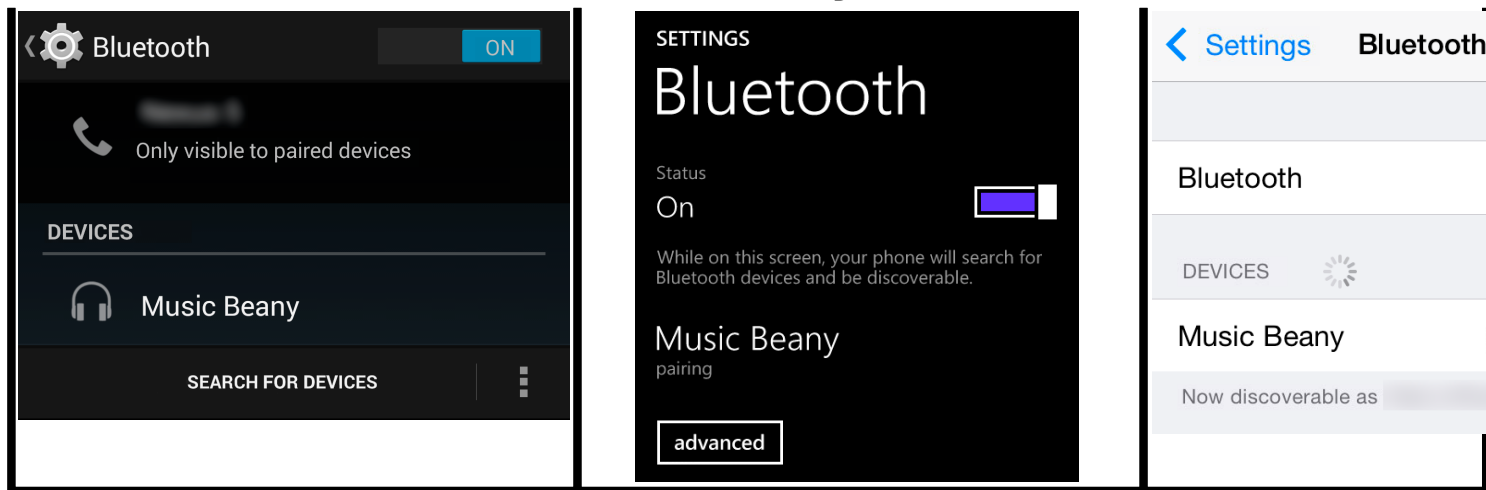 Bluetooth
ON
Only visible to paired devices
DEVICES
Music Beany
SEARCH FOR DEVICES
SETTINGS
Bluetooth
Status
On
While on this screen, your phone will search for
Bluetooth devices and be discoverable.
Music Beany
pairing
advanced
Settings
Bluetooth
Bluetooth
DEVICES
Music Beany
Now discoverable as